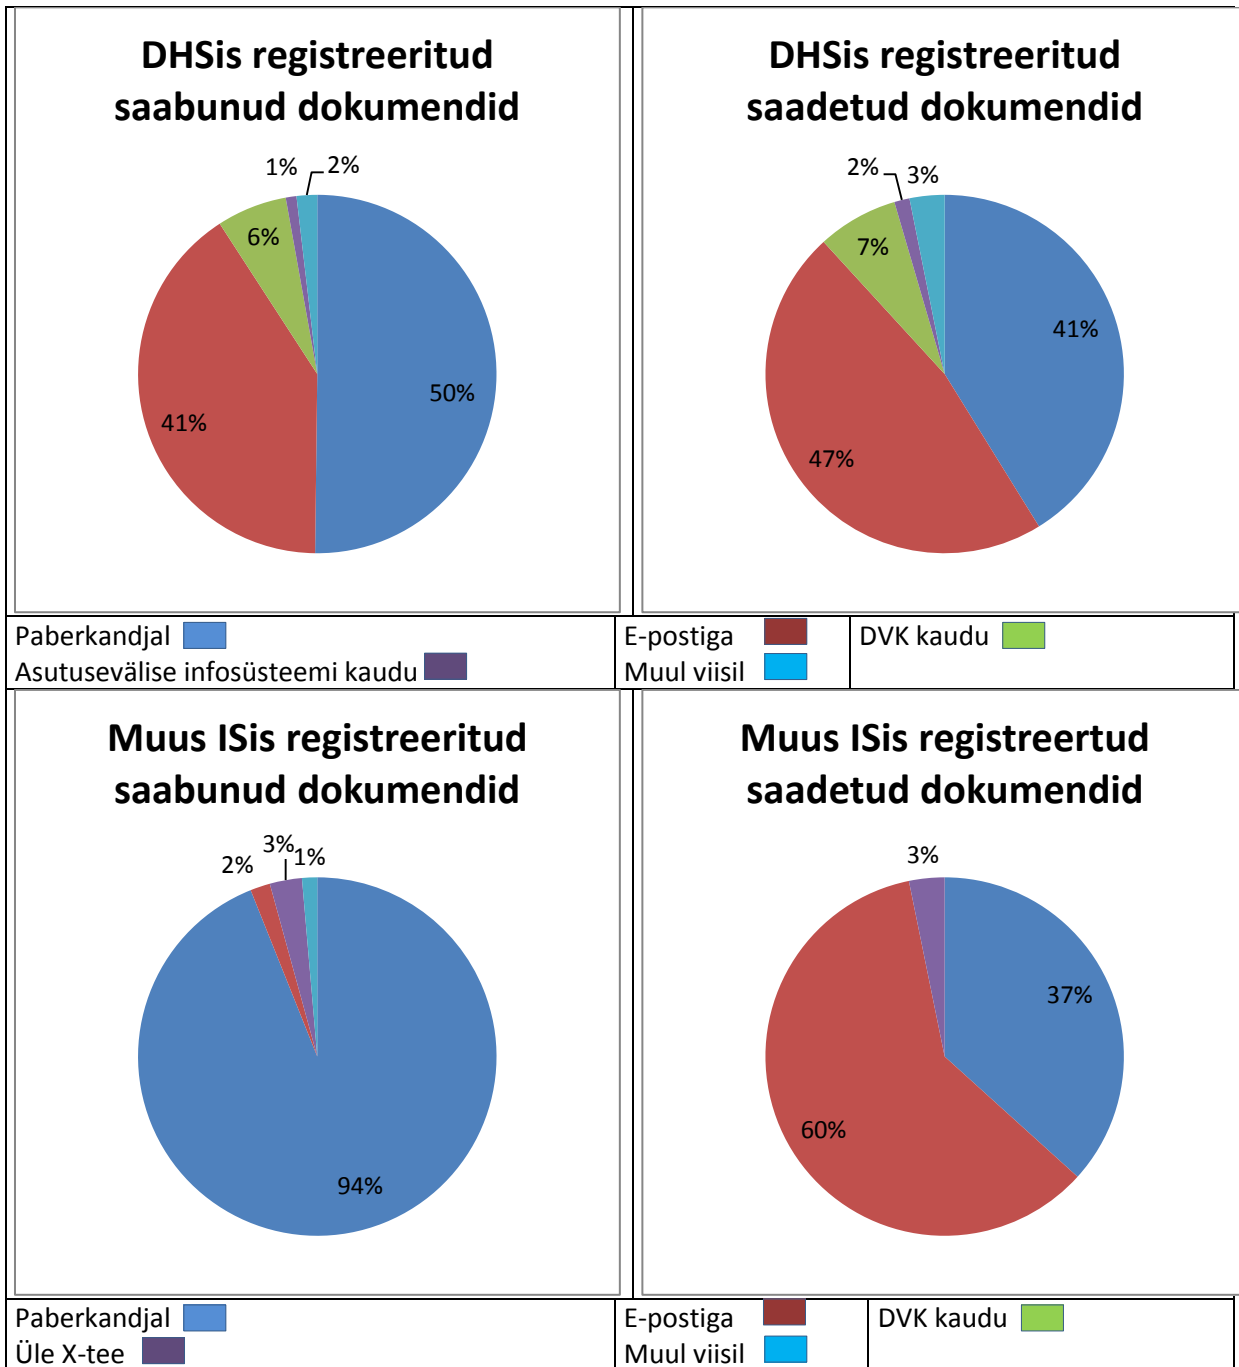 DHSis registreeritud
saabunud dokumendid
1%
2%
6%
50%
41%
DHSis registreeritud
saadetud dokumendid
2%
3%
7%
41%
47%
Paberkandjal
Asutusevälise infosüsteemi kaudu
E-postiga
Muul viisil
DVK kaudu
Muus ISis registreeritud
saabunud dokumendid
3%
2%
1%
94%
Muus ISis registreertud
saadetud dokumendid
3%
37%
60%
Paberkandjal
Üle X-tee
E-postiga
Muul viisil
DVK kaudu